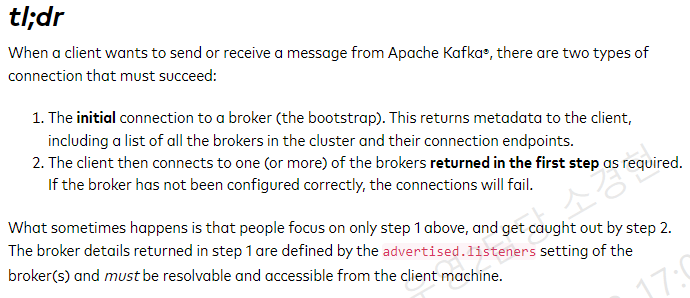 tl;dr
When a client wants to send or receive a message from Apache Kafka®, there are two types of
connection that must succeed:
1. The initial connection to a broker (the bootstrap). This returns metadata to the client,
including a list of all the brokers in the cluster and their connection endpoints.
2. The client then connects to one (or more) of the brokers returned in the first step as required.
If the broker has not been configured correctly, the connections will fail.
What sometimes happens is that people focus on only step 1 above, and get caught out by step 2.
The broker details returned in step 1 are defined by the advertised.listeners setting of the
broker(s) and must be resolvable and accessible from the client machine.